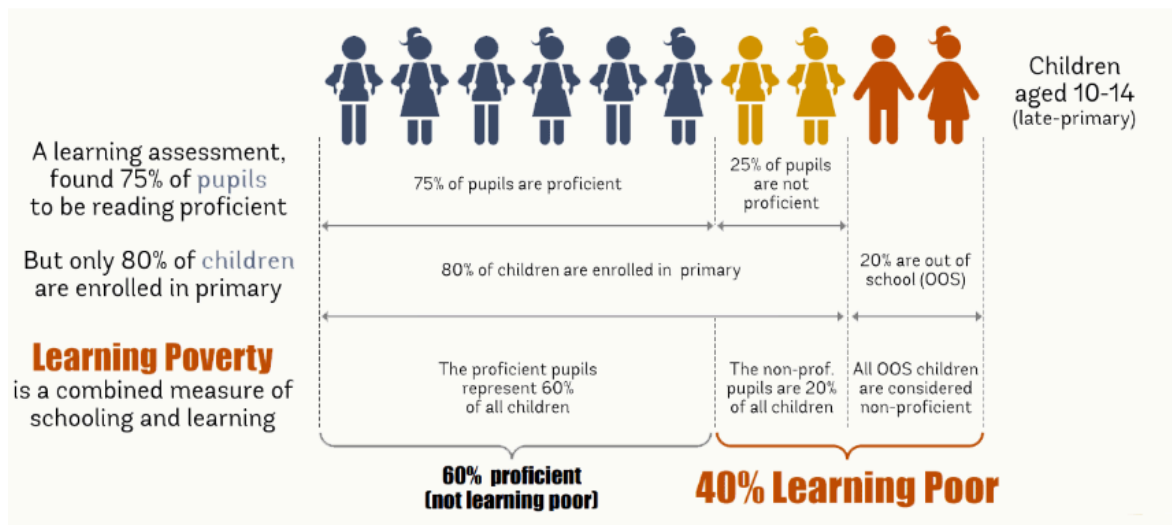 Children
aged 10-14
(late-primary)
A learning assessment,
found 75% of pupils
to be reading proficient
75% of pupils are proficient
25% of pupils
are not
proficient
But only 80% of children
are enrolled in primary
80% of children are enrolled in primary
20% are out of
school (OOS)
Learning Poverty
is a combined measure of
schooling and learning
The proficient pupils
represent 60%
of all children
The non-prof.
pupils are 20%
of all children
All OOS children
are considered
non-proficient
60% proficient
(not learning poor)
40% Learning Poor